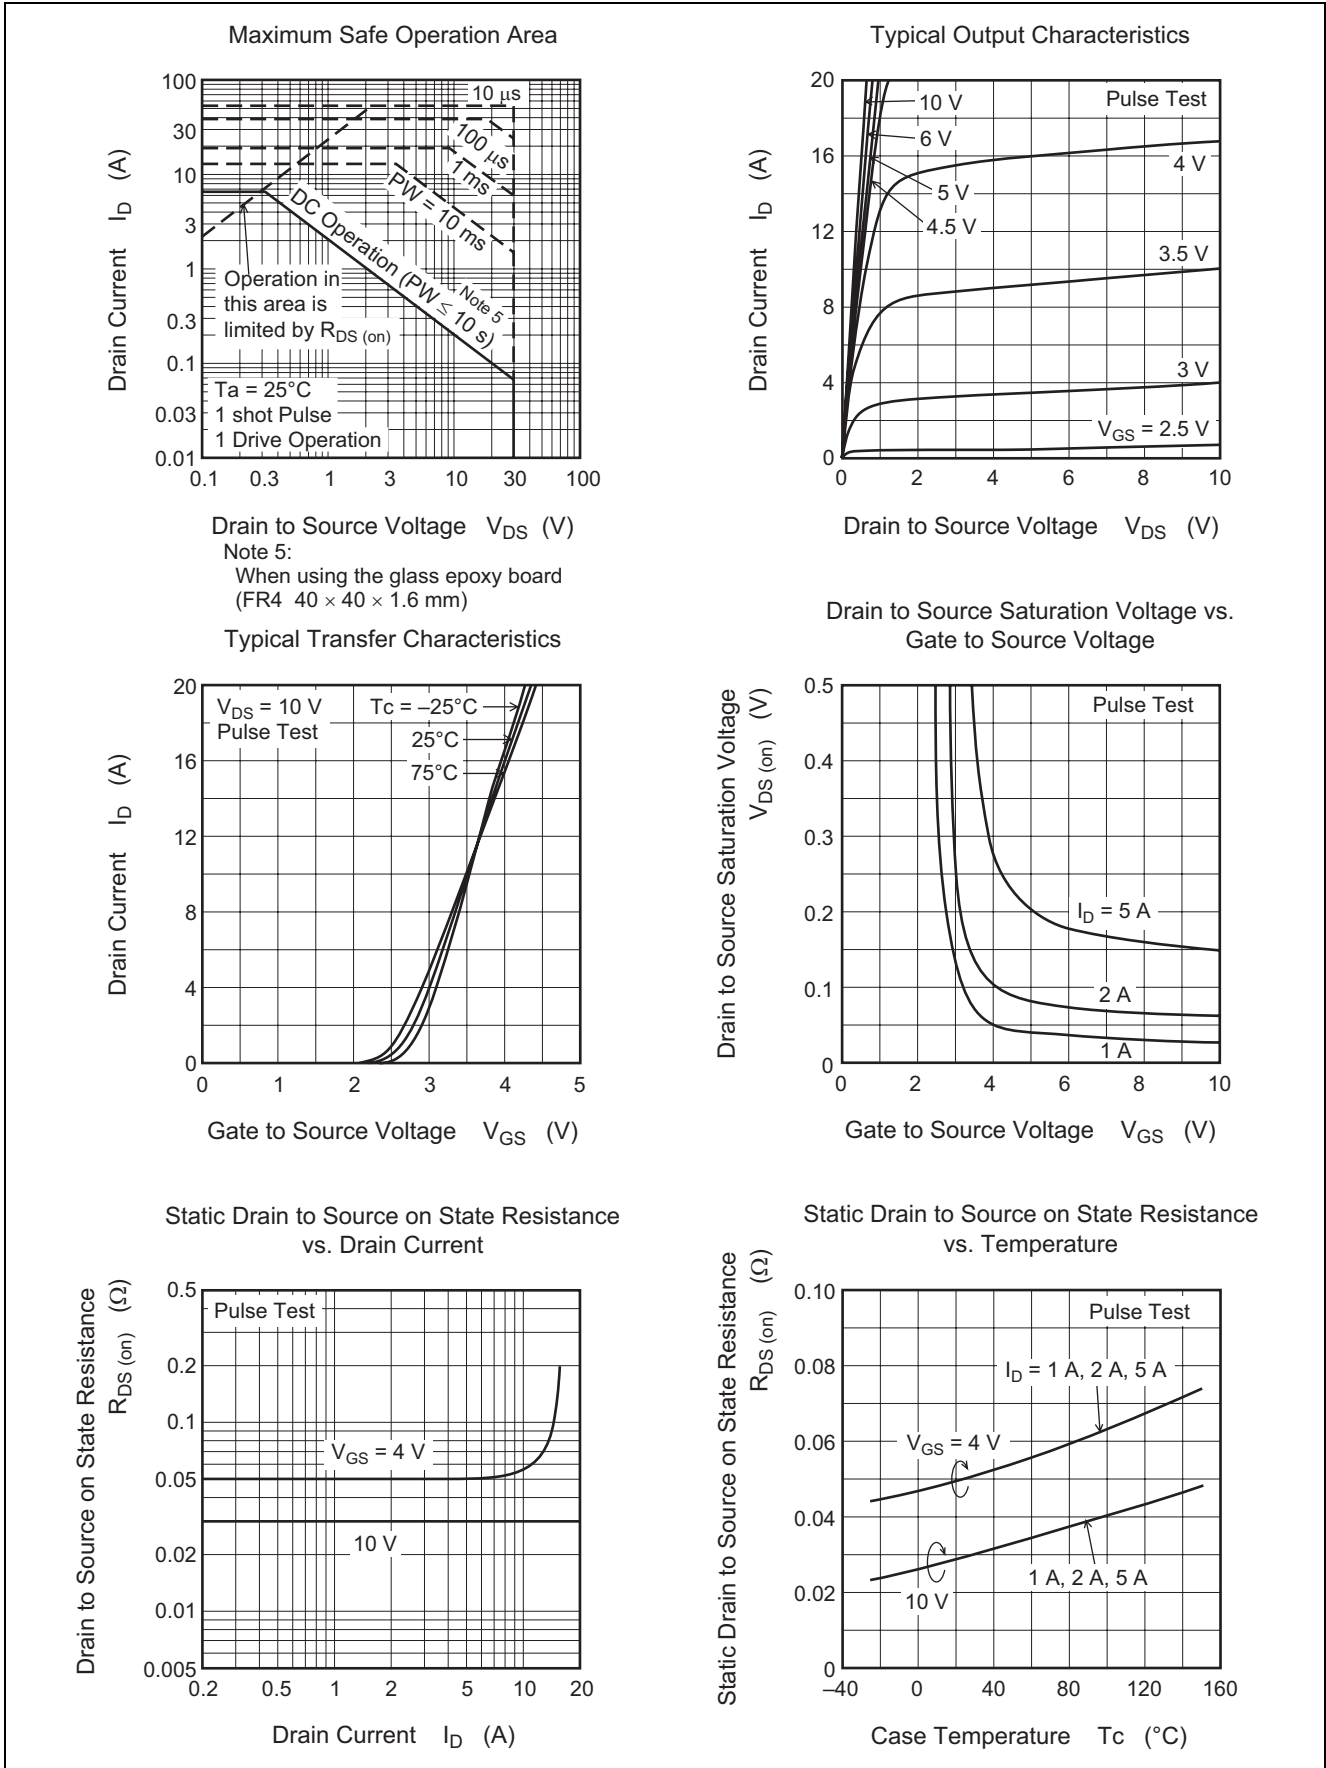 Maximum Safe Operation Area
100
30
10
3
1
0.3
0.1
0.03
0.01
0.1
0.3
1
3
10
30
100
Drain Current I_D (A)
10 μs
100 μs
1 ms
PW = 10 ms
DC Operation (PW ≤ 10 s)
Note 5
Operation in
this area is
limited by R_DS (on)
Ta = 25°C
1 shot Pulse
1 Drive Operation
Drain to Source Voltage V_DS (V)
Note 5:
When using the glass epoxy board
(FR4 40 × 40 × 1.6 mm)
Typical Output Characteristics
20
16
12
8
4
0
0
2
4
6
8
10
Drain Current I_D (A)
Pulse Test
10 V
6 V
5 V
4.5 V
4 V
3.5 V
3 V
V_GS = 2.5 V
Drain to Source Voltage V_DS (V)
Typical Transfer Characteristics
20
16
12
8
4
0
0
1
2
3
4
5
Drain Current I_D (A)
V_DS = 10 V
Pulse Test
Tc = –25°C
25°C
75°C
Gate to Source Voltage V_GS (V)
Drain to Source Saturation Voltage vs.
Gate to Source Voltage
0.5
0.4
0.3
0.2
0.1
0
0
2
4
6
8
10
Drain to Source Saturation Voltage
V_DS (on) (V)
Pulse Test
I_D = 5 A
2 A
1 A
Gate to Source Voltage V_GS (V)
Static Drain to Source on State Resistance
vs. Drain Current
0.5
0.2
0.1
0.05
0.02
0.01
0.005
0.2
0.5
1
2
5
10
20
Drain to Source on State Resistance
R_DS (on) (Ω)
Pulse Test
V_GS = 4 V
10 V
Drain Current I_D (A)
Static Drain to Source on State Resistance
vs. Temperature
0.10
0.08
0.06
0.04
0.02
0
–40
0
40
80
120
160
Static Drain to Source on State Resistance
R_DS (on) (Ω)
Pulse Test
I_D = 1 A, 2 A, 5 A
V_GS = 4 V
1 A, 2 A, 5 A
10 V
Case Temperature Tc (°C)